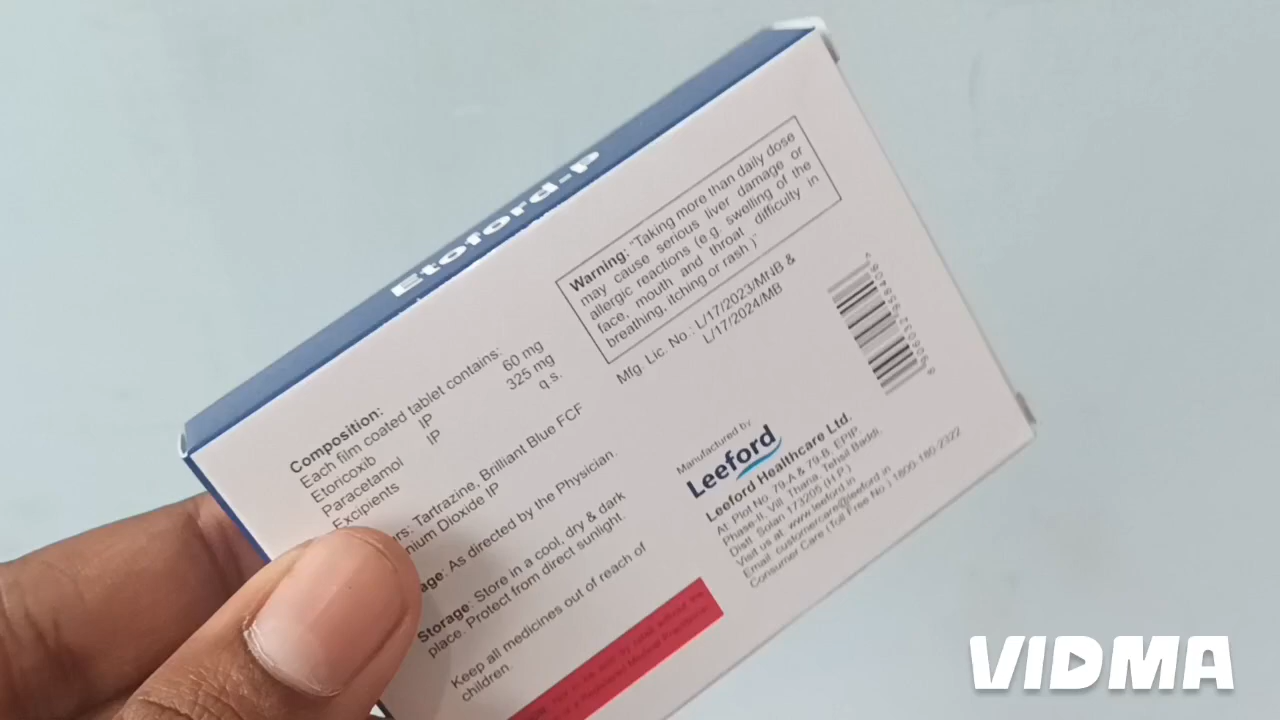 Etoford-P
Composition:
Each film coated tablet contains:
Etoricoxib IP 60 mg
Paracetamol IP 325 mg
Excipients q.s.
rs: Tartrazine, Brilliant Blue FCF
nium Dioxide IP
age: As directed by the Physician.
Storage: Store in a cool, dry & dark
place. Protect from direct sunlight.
Keep all medicines out of reach of
children.
Warning: "Taking more than daily dose
may cause serious liver damage or
allergic reactions (e.g. swelling of the
face, mouth and throat difficulty in
breathing, itching or rash.)"
Mfg Lic. No.: L/17/2023/MNB &
L/17/2024/MB
Manufactured by
Leeford
Leeford Healthcare Ltd.
At: Plot No. 79-A & 79-B, EPIP,
Phase-II, Vill. Thana, Tehsil Baddi,
Distt. Solan 173205 (H.P.)
Visit us at: www.leeford.in
Email: customercare@leeford.in
Consumer Care (Toll Free No.) 1800-180-2322
VIDMA